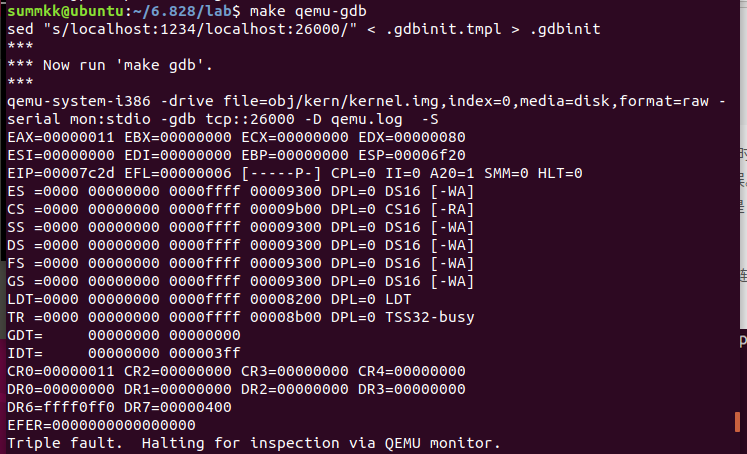 summkk@ubuntu:~/6.828/lab$ make qemu-gdb
sed "s/localhost:1234/localhost:26000/" < .gdbinit.tmpl > .gdbinit
***
*** Now run 'make gdb'.
***
qemu-system-i386 -drive file=obj/kern/kernel.img,index=0,media=disk,format=raw -
serial mon:stdio -gdb tcp::26000 -D qemu.log  -S
EAX=00000011 EBX=00000000 ECX=00000000 EDX=00000080
ESI=00000000 EDI=00000000 EBP=00000000 ESP=00006f20
EIP=00007c2d EFL=00000006 [-----P-] CPL=0 II=0 A20=1 SMM=0 HLT=0
ES =0000 00000000 0000ffff 00009300 DPL=0 DS16 [-WA]
CS =0000 00000000 0000ffff 00009b00 DPL=0 CS16 [-RA]
SS =0000 00000000 0000ffff 00009300 DPL=0 DS16 [-WA]
DS =0000 00000000 0000ffff 00009300 DPL=0 DS16 [-WA]
FS =0000 00000000 0000ffff 00009300 DPL=0 DS16 [-WA]
GS =0000 00000000 0000ffff 00009300 DPL=0 DS16 [-WA]
LDT=0000 00000000 0000ffff 00008200 DPL=0 LDT
TR =0000 00000000 0000ffff 00008b00 DPL=0 TSS32-busy
GDT=     00000000 00000000
IDT=     00000000 000003ff
CR0=00000011 CR2=00000000 CR3=00000000 CR4=00000000
DR0=00000000 DR1=00000000 DR2=00000000 DR3=00000000
DR6=ffff0ff0 DR7=00000400
EFER=0000000000000000
Triple fault.  Halting for inspection via QEMU monitor.